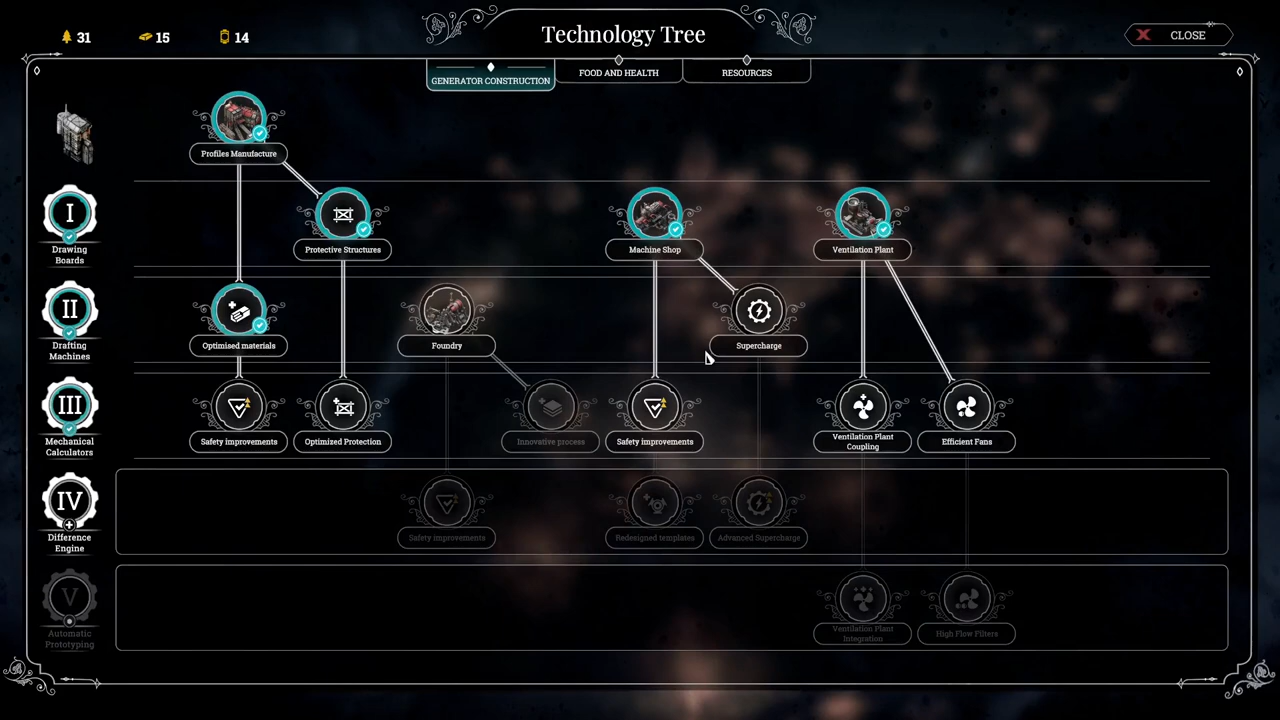 31
15
14
Technology Tree
CLOSE
GENERATOR CONSTRUCTION
FOOD AND HEALTH
RESOURCES
Profiles Manufacture
I
Drawing
Boards
Protective Structures
Machine Shop
Ventilation Plant
II
Drafting
Machines
Optimised materials
Foundry
Supercharge
III
Mechanical
Calculators
Safety improvements
Optimized Protection
Innovative process
Safety improvements
Ventilation Plant
Coupling
Efficient Fans
IV
Difference
Engine
Safety improvements
Redesigned templates
Advanced Supercharge
V
Automatic
Prototyping
Ventilation Plant
Integration
High Flow Filters